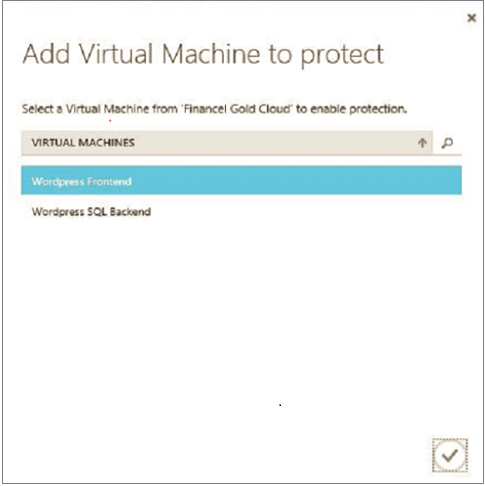 Add Virtual Machine to protect
Select a Virtual Machine from 'Financel Gold Cloud' to enable protection.
VIRTUAL MACHINES
Wordpress Frontend
Wordpress SQL Backend